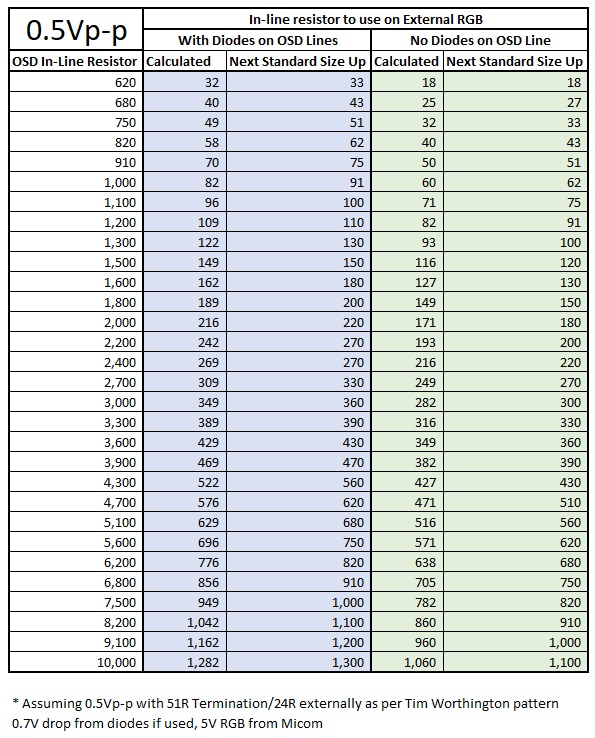 0.5Vp-p In-line resistor to use on External RGB
With Diodes on OSD Lines No Diodes on OSD Line
OSD In-Line Resistor Calculated Next Standard Size Up Calculated Next Standard Size Up
620 32 33 18 18
680 40 43 25 27
750 49 51 32 33
820 58 62 40 43
910 70 75 50 51
1,000 82 91 60 62
1,100 96 100 71 75
1,200 109 110 82 91
1,300 122 130 93 100
1,500 149 150 116 120
1,600 162 180 127 130
1,800 189 200 149 150
2,000 216 220 171 180
2,200 242 270 193 200
2,400 269 270 216 220
2,700 309 330 249 270
3,000 349 360 282 300
3,300 389 390 316 330
3,600 429 430 349 360
3,900 469 470 382 390
4,300 522 560 427 430
4,700 576 620 471 510
5,100 629 680 516 560
5,600 696 750 571 620
6,200 776 820 638 680
6,800 856 910 705 750
7,500 949 1,000 782 820
8,200 1,042 1,100 860 910
9,100 1,162 1,200 960 1,000
10,000 1,282 1,300 1,060 1,100
* Assuming 0.5Vp-p with 51R Termination/24R externally as per Tim Worthington pattern
0.7V drop from diodes if used, 5V RGB from Micom